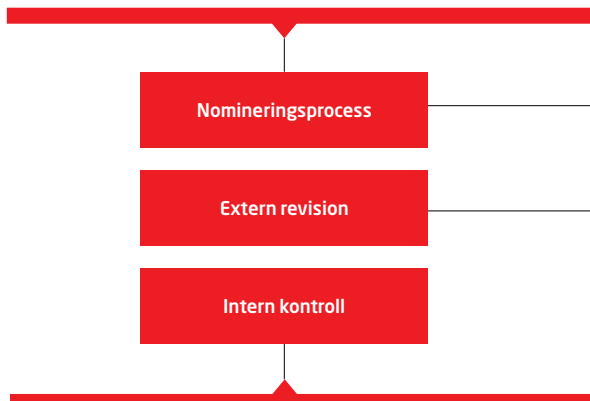 Nomineringsprocess
Extern revision
Intern kontroll